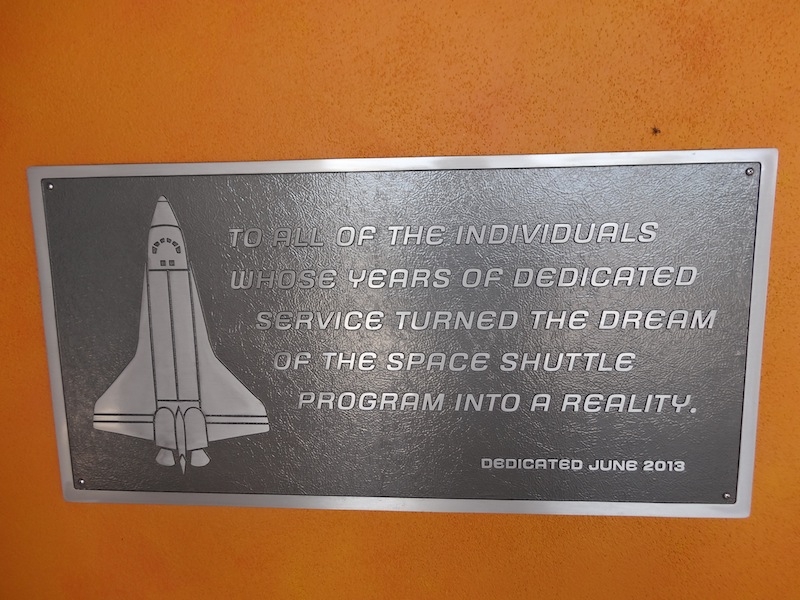 TO ALL OF THE INDIVIDUALS
WHOSE YEARS OF DEDICATED
SERVICE TURNED THE DREAM
OF THE SPACE SHUTTLE
PROGRAM INTO A REALITY.
DEDICATED JUNE 2013